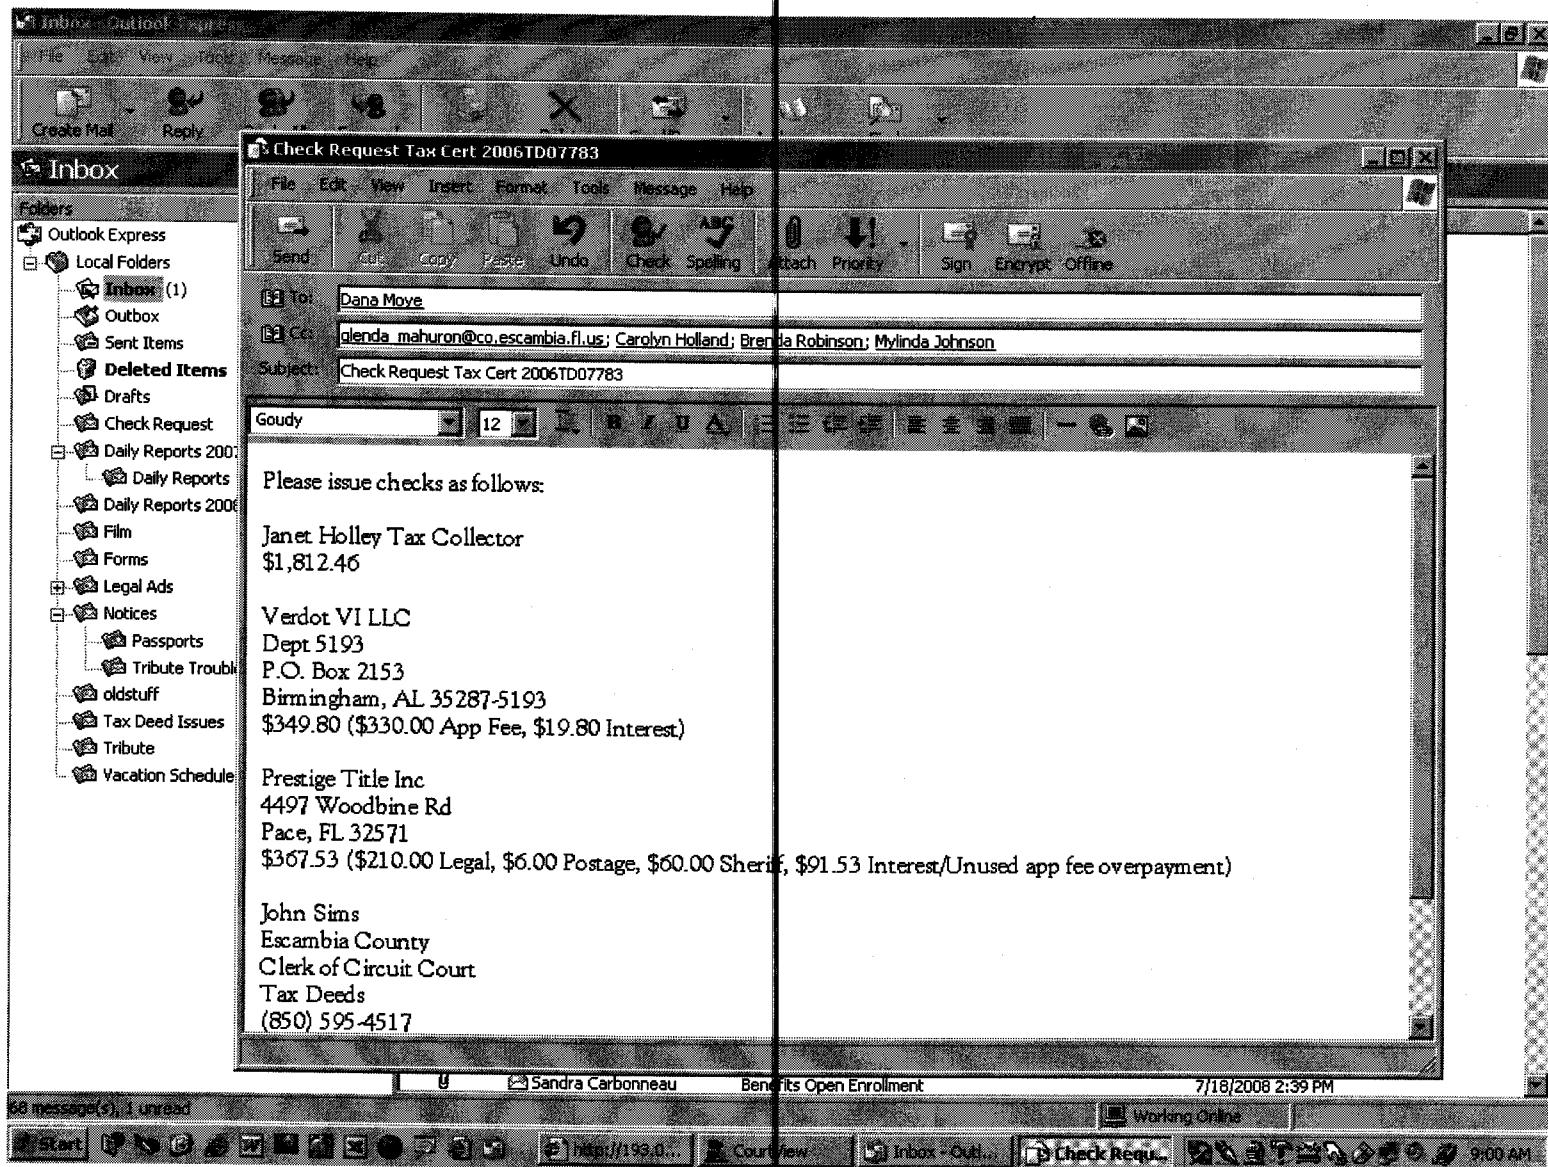 Inbox - Outlook Express
File Edit View Tools Message Help
Create Mail Reply
Inbox
Folders
Outlook Express
Local Folders
Inbox (1)
Outbox
Sent Items
Deleted Items
Drafts
Check Request
Daily Reports 2007
Daily Reports
Daily Reports 2008
Film
Forms
Legal Ads
Notices
Passports
Tribute Troubl
oldstuff
Tax Deed Issues
Tribute
Vacation Schedule
Check Request Tax Cert 2006TD07783
File Edit View Insert Format Tools Message Help
Send Cut Copy Paste Undo Check Spelling Attach Priority Sign Encrypt Offline
To: Dana Moye
Cc: glenda_mahuron@co.escambia.fl.us; Carolyn Holland; Brenda Robinson; Mylinda Johnson
Subject: Check Request Tax Cert 2006TD07783
Goudy 12 B I U A
Please issue checks as follows:
Janet Holley Tax Collector
$1,812.46
Verdot VI LLC
Dept 5193
P.O. Box 2153
Birmingham, AL 35287-5193
$349.80 ($330.00 App Fee, $19.80 Interest)
Prestige Title Inc
4497 Woodbine Rd
Pace, FL 32571
$367.53 ($210.00 Legal, $6.00 Postage, $60.00 Sheriff, $91.53 Interest/Unused app fee overpayment)
John Sims
Escambia County
Clerk of Circuit Court
Tax Deeds
(850) 595-4517
Sandra Carbonneau Benefits Open Enrollment 7/18/2008 2:39 PM
68 message(s), 1 unread Working Online
Start http://193.0.... CourtView Inbox - Outl... Check Requ... 9:00 AM